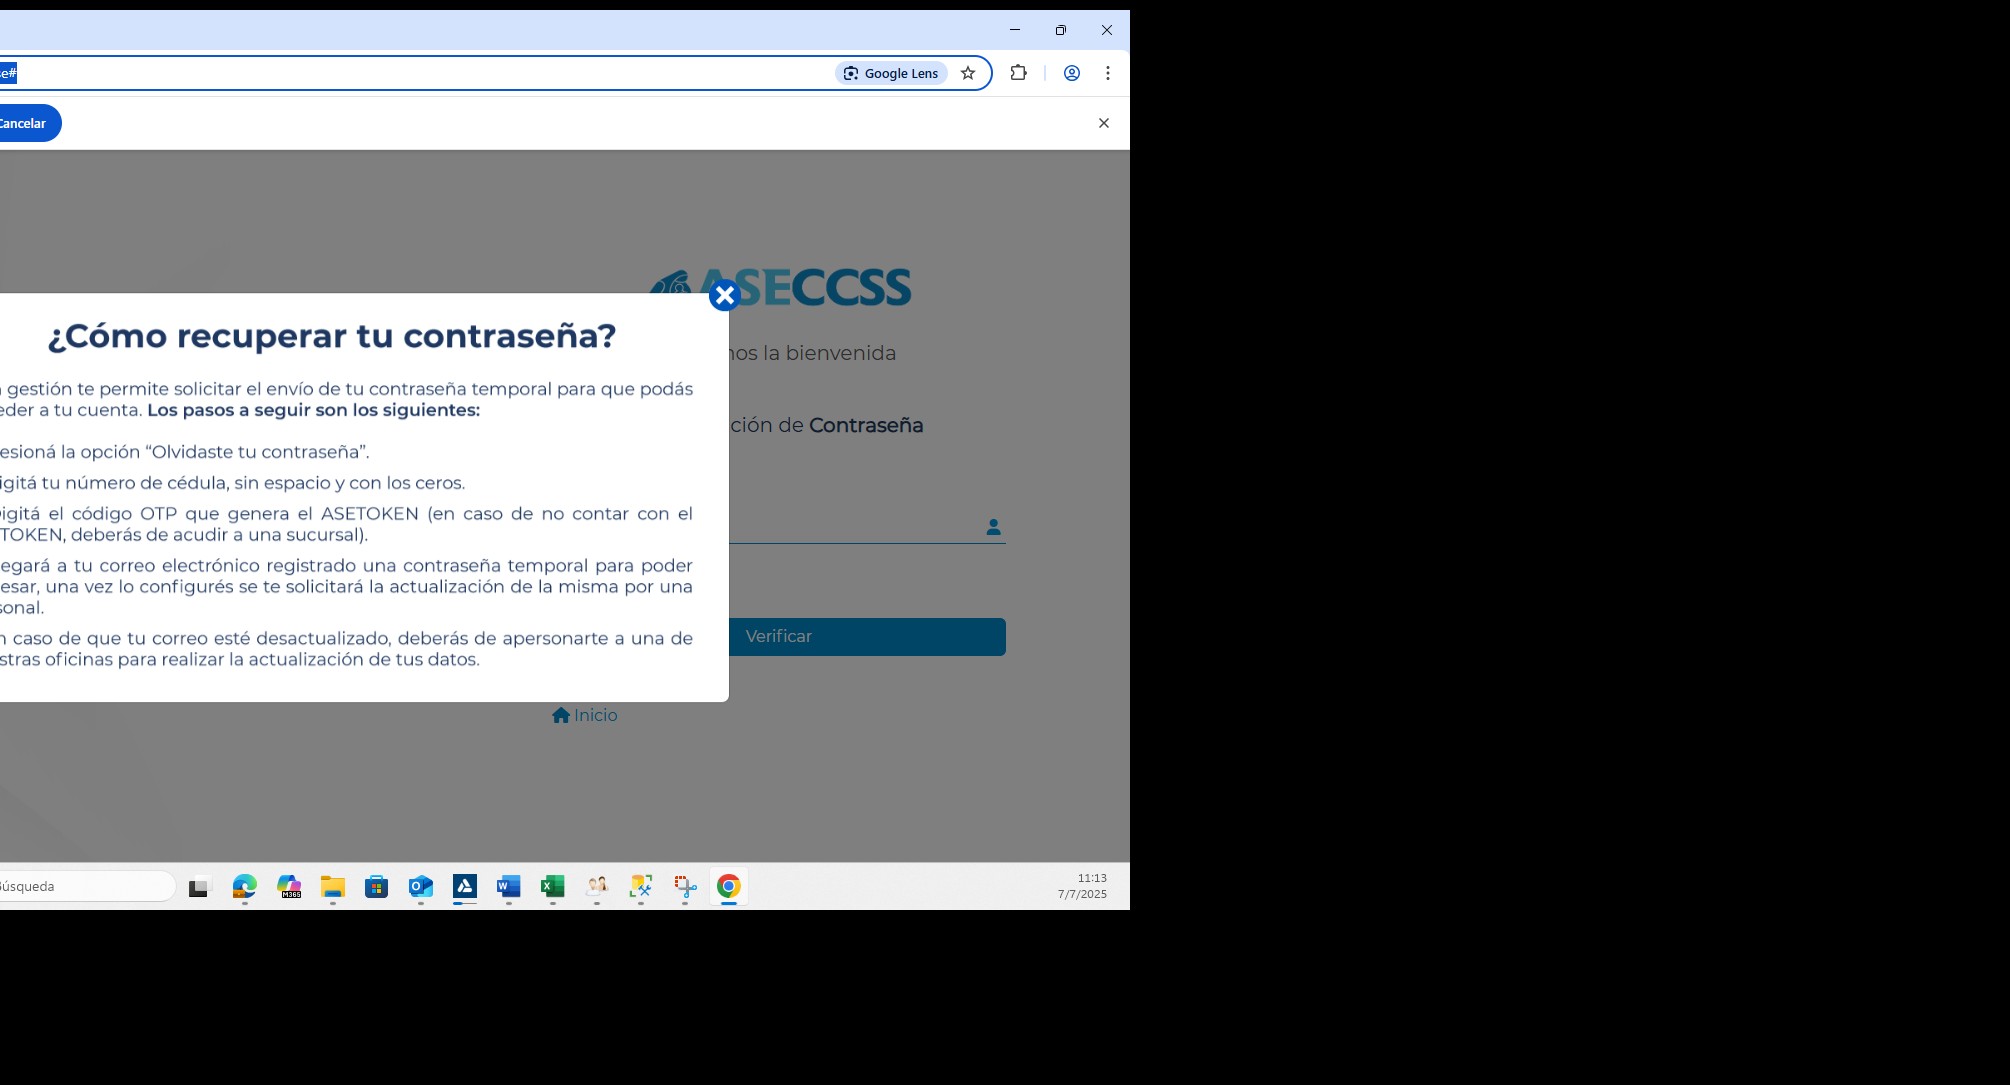 se#
Google Lens
Cancelar
ASECCSS
¿Cómo recuperar tu contraseña?
la bienvenida
gestión te permite solicitar el envío de tu contraseña temporal para que podás
eder a tu cuenta. Los pasos a seguir son los siguientes:
ción de Contraseña
esioná la opción “Olvidaste tu contraseña”.
igitá tu número de cédula, sin espacio y con los ceros.
igitá el código OTP que genera el ASETOKEN (en caso de no contar con el
TOKEN, deberás de acudir a una sucursal).
egará a tu correo electrónico registrado una contraseña temporal para poder
esar, una vez lo configurés se te solicitará la actualización de la misma por una
sonal.
n caso de que tu correo esté desactualizado, deberás de apersonarte a una de
stras oficinas para realizar la actualización de tus datos.
Verificar
Inicio
Búsqueda
M365
11:13
7/7/2025